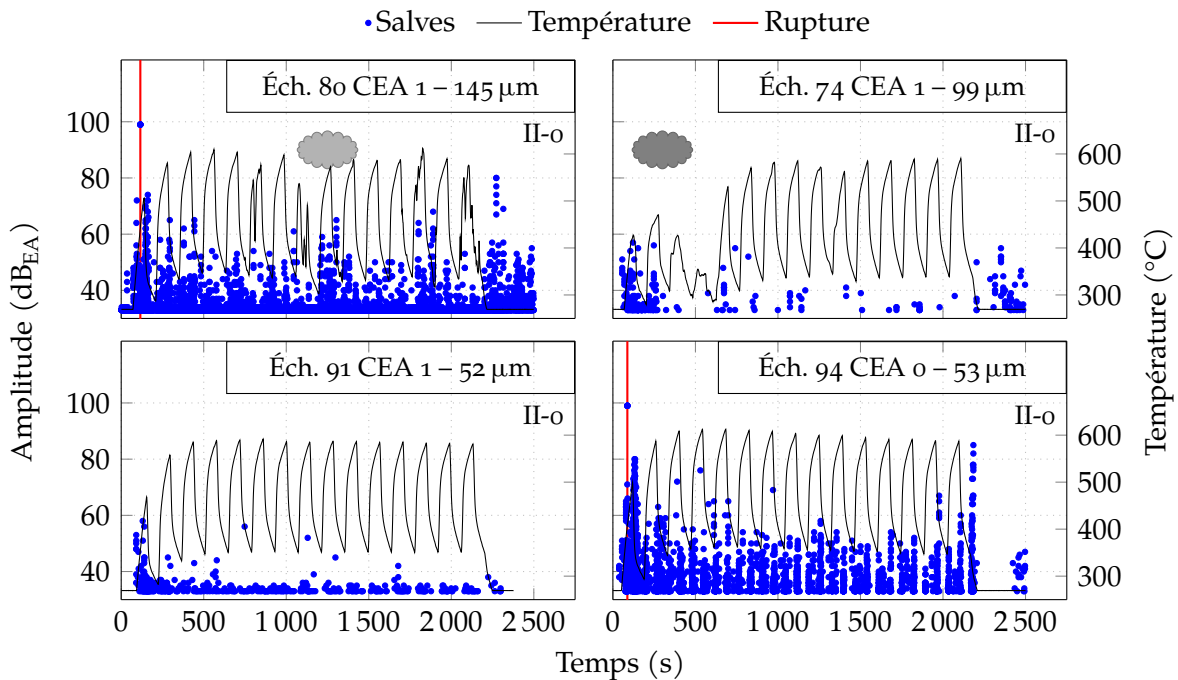 Salves Température Rupture
Éch. 80 CEA 1 – 145 µm
II-0
Éch. 74 CEA 1 – 99 µm
II-0
100
80
60
40
600
500
400
300
Éch. 91 CEA 1 – 52 µm
II-0
Éch. 94 CEA 0 – 53 µm
II-0
100
80
60
40
600
500
400
300
0 500 1 000 1 500 2 000 2 500
0 500 1 000 1 500 2 000 2 500
Amplitude (dBEA)
Température (°C)
Temps (s)